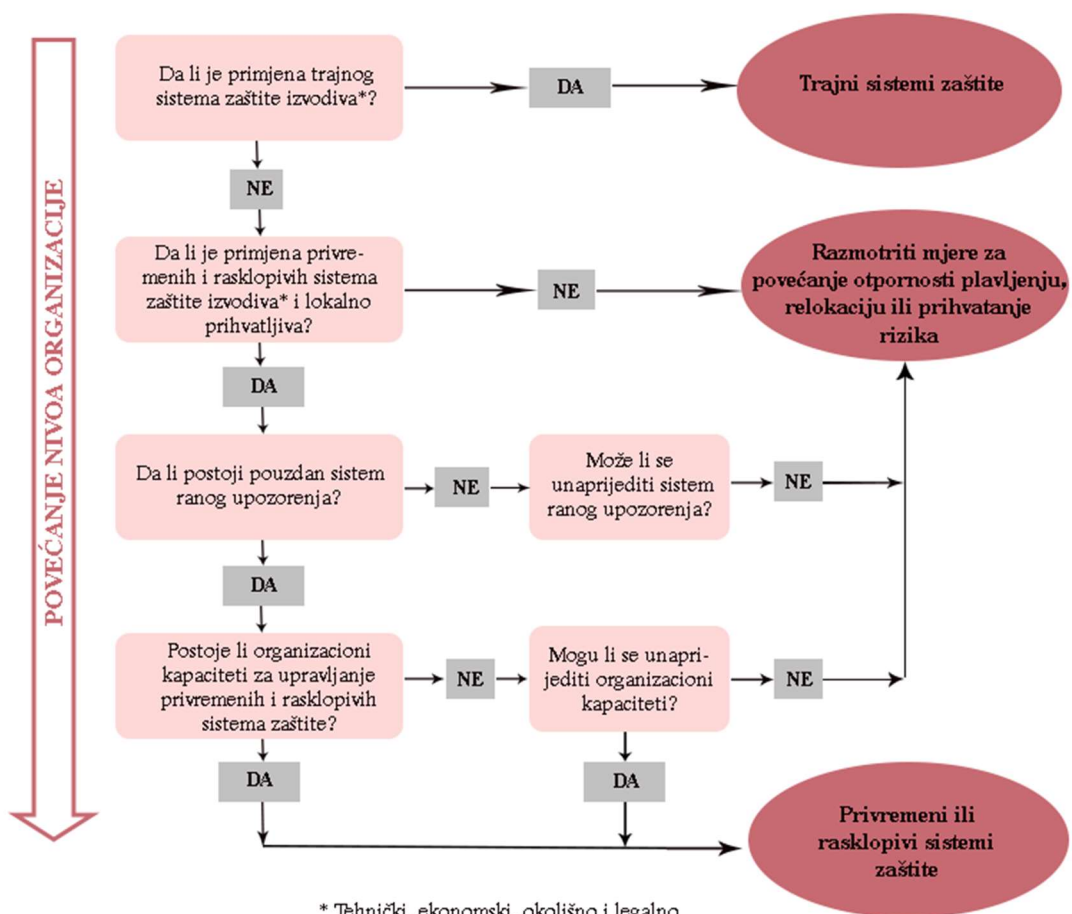 POVEĆANJE NIVOA ORGANIZACIJE
Da li je primjena trajnog
sistema zaštite izvodiva*?
DA
Trajni sistemi zaštite
NE
Da li je primjena privre-
menih i rasklopivih sistema
zaštite izvodiva* i lokalno
prihvatljiva?
NE
Razmotriti mjere za
povećanje otpornosti plavljenju,
relokaciju ili prihvatanje
rizika
DA
Da li postoji pouzdan sistem
ranog upozorenja?
NE
Može li se
unaprijediti sistem
ranog upozorenja?
NE
DA
Postoje li organizacioni
kapaciteti za upravljanje
privremenih i rasklopivih
sistema zaštite?
NE
Mogu li se unapri-
jediti organizacioni
kapaciteti?
NE
DA
DA
Privremeni ili
rasklopivi sistemi
zaštite
* Tehnički, ekonomski, okolišno i legalno